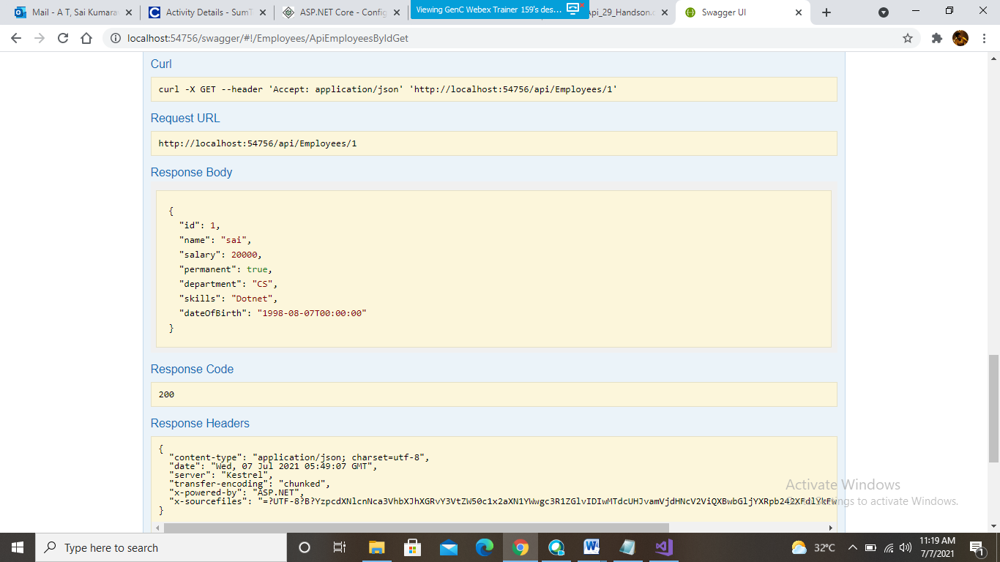 Mail - A T, Sai Kumara
Activity Details - SumT
ASP.NET Core - Config
Viewing GenC Webex Trainer 159's des...
Api_29_Handson.
Swagger UI
localhost:54756/swagger/#!/Employees/ApiEmployeesByIdGet
Curl
curl -X GET --header 'Accept: application/json' 'http://localhost:54756/api/Employees/1'
Request URL
http://localhost:54756/api/Employees/1
Response Body
{
"id": 1,
"name": "sai",
"salary": 20000,
"permanent": true,
"department": "CS",
"skills": "Dotnet",
"dateOfBirth": "1998-08-07T00:00:00"
}
Response Code
200
Response Headers
{
"content-type": "application/json; charset=utf-8",
"date": "Wed, 07 Jul 2021 05:49:07 GMT",
"server": "Kestrel",
"transfer-encoding": "chunked",
"x-powered-by": "ASP.NET",
"x-sourcefiles":
}
Activate Windows
Go to Settings to activate Windows.
Type here to search
32°C
11:19 AM
7/7/2021
1